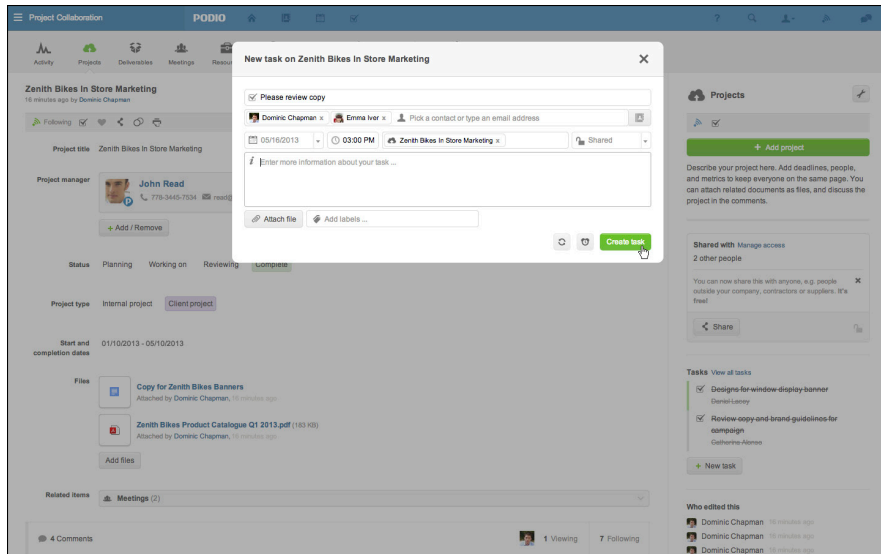 Project Collaboration
PODIO
?
Activity
Projects
Deliverables
Meetings
New task on Zenith Bikes In Store Marketing
Please review copy
Dominic Chapman x
Emma Iver x
Pick a contact or type an email address
05/16/2013
03:00 PM
Zenith Bikes In Store Marketing x
Shared
Enter more information about your task ...
Attach file
Add labels ...
Create task
Zenith Bikes In Store Marketing
16 minutes ago by Dominic Chapman
Following
Project title
Zenith Bikes In Store Marketing
Project manager
John Read
776-3445-7534
+ Add / Remove
Status
Planning
Working on
Reviewing
Complete
Project type
Internal project
Client project
Start and
completion dates
01/10/2013 - 05/10/2013
Files
Copy for Zenith Bikes Banners
Attached by Dominic Chapman, 16 minutes ago
Zenith Bikes Product Catalogue Q1 2013.pdf (183 KB)
Attached by Dominic Chapman, 16 minutes ago
Add files
Related items
Meetings (2)
4 Comments
1 Viewing
7 Following
Projects
+ Add project
Describe your project here. Add deadlines, people,
and metrics to keep everyone on the same page. You
can attach related documents as files, and discuss the
project in the comments.
Shared with Manage access
2 other people
You can now share this with anyone, e.g. people
outside your company, contractors or suppliers. It's
free!
Share
Tasks View all tasks
Designs for window display banner
Daniel Lacey
Review copy and brand guidelines for
campaign
Catherine Alonso
+ New task
Who edited this
Dominic Chapman 16 minutes ago
Dominic Chapman 16 minutes ago
Dominic Chapman 16 minutes ago